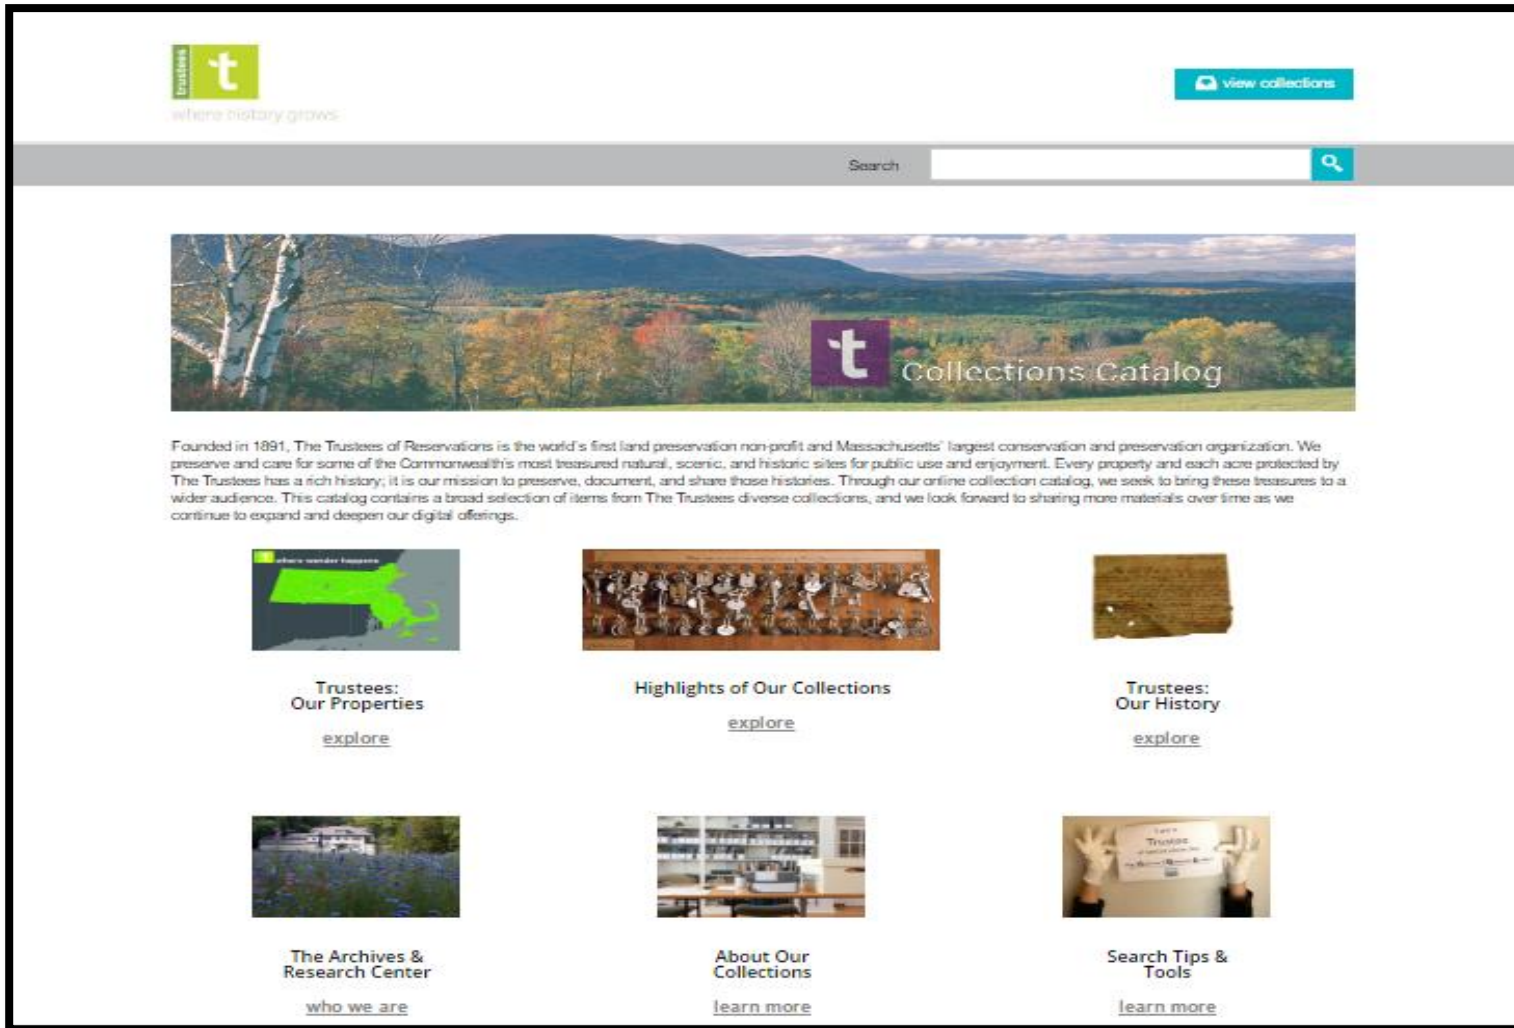 trustees
t
where history grows
view collections
Search
t Collections Catalog
Founded in 1891, The Trustees of Reservations is the world's first land preservation non-profit and Massachusetts' largest conservation and preservation organization. We
preserve and care for some of the Commonwealth's most treasured natural, scenic, and historic sites for public use and enjoyment. Every property and each acre protected by
The Trustees has a rich history; it is our mission to preserve, document, and share those histories. Through our online collection catalog, we seek to bring these treasures to a
wider audience. This catalog contains a broad selection of items from The Trustees diverse collections, and we look forward to sharing more materials over time as we
continue to expand and deepen our digital offerings.
t where wonder happens
Trustees:
Our Properties
explore
Highlights of Our Collections
explore
Trustees:
Our History
explore
Trustee
The Archives &
Research Center
who we are
About Our
Collections
learn more
Search Tips &
Tools
learn more